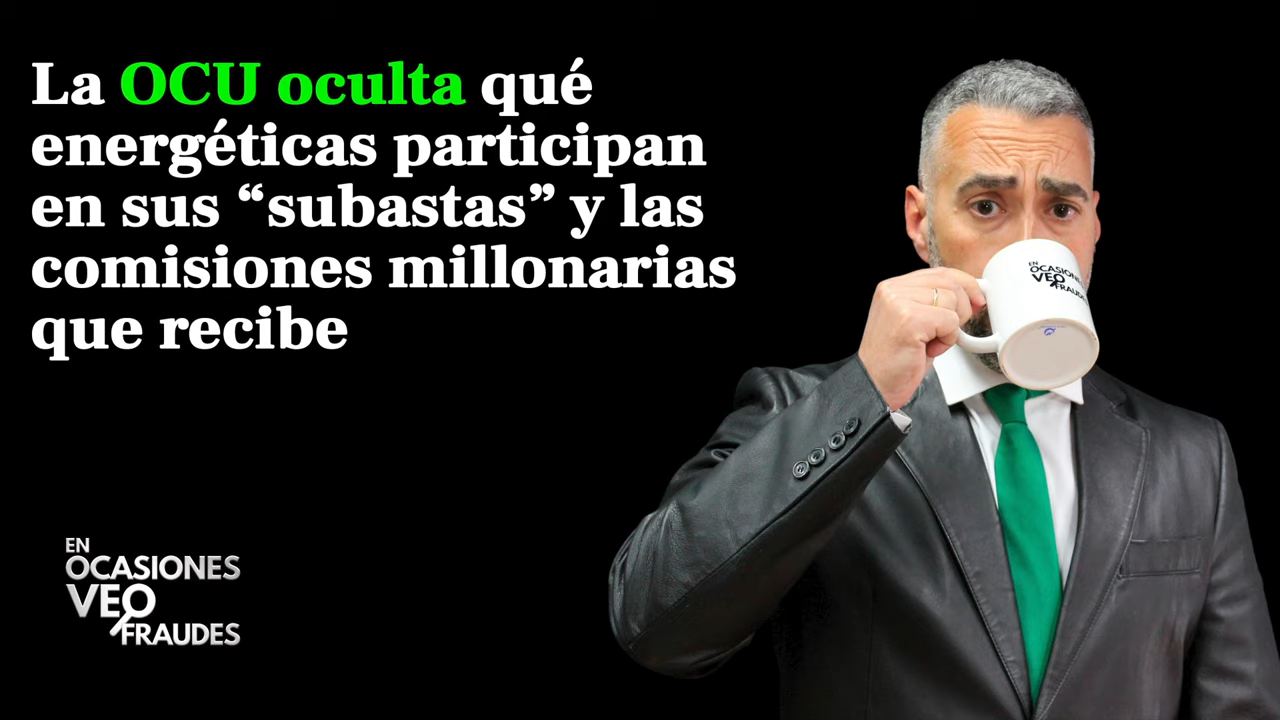 La OCU oculta qué
energéticas participan
en sus “subastas” y las
comisiones millonarias
que recibe
EN
OCASIONES
VEO
FRAUDES
EN
OCASIONES
VEO
FRAUDES